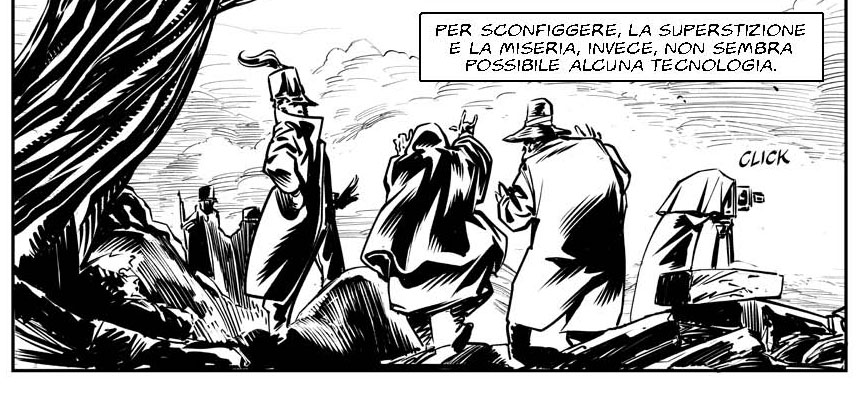 PER SCONFIGGERE, LA SUPERSTIZIONE
E LA MISERIA, INVECE, NON SEMBRA
POSSIBILE ALCUNA TECNOLOGIA.
CLICK